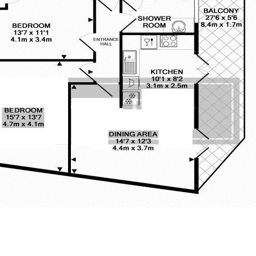 BALCONY
27'6 x 5'6
8.4m x 1.7m
SHOWER
ROOM
BEDROOM
13'7 x 11'1
4.1m x 3.4m
ENTRANCE
HALL
KITCHEN
10'1 x 8'2
3.1m x 2.5m
BEDROOM
15'7 x 13'7
4.7m x 4.1m
DINING AREA
14'7 x 12'3
4.4m x 3.7m